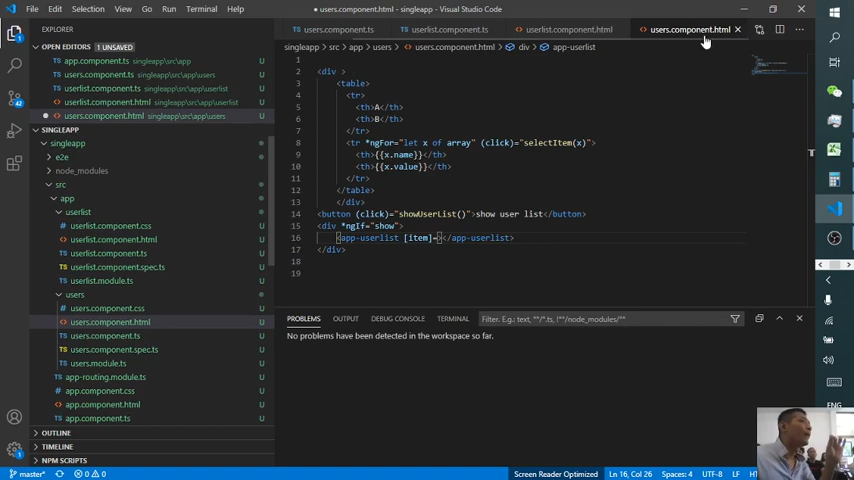 File Edit Selection View Go Run Terminal Help
● users.component.html - singleapp - Visual Studio Code
EXPLORER
OPEN EDITORS 1 UNSAVED
app.component.ts singleapp\src\app
users.component.ts singleapp\src\app\users
userlist.component.ts singleapp\src\app\userlist
userlist.component.html singleapp\src\app\userlist
users.component.html singleapp\src\app\users
SINGLEAPP
singleapp
e2e
node_modules
src
app
userlist
userlist.component.css U
userlist.component.html U
userlist.component.ts U
userlist.component.spec.ts U
userlist.module.ts U
users
users.component.css U
users.component.html U
users.component.ts U
users.component.spec.ts U
users.module.ts U
app-routing.module.ts U
app.component.css U
app.component.html U
app.component.ts U
OUTLINE
TIMELINE
NPM SCRIPTS
42
users.component.ts userlist.component.ts userlist.component.html users.component.html
singleapp > src > app > users > users.component.html > div > app-userlist
1
2 <div >
3 <table>
4 <tr>
5 <th>A</th>
6 <th>B</th>
7 </tr>
8 <tr *ngFor="let x of array" (click)="selectItem(x)">
9 <th>{{x.name}}</th>
10 <th>{{x.value}}</th>
11 </tr>
12 </table>
13 </div>
14 <button (click)="showUserList()">show user list</button>
15 <div *ngIf="show">
16 <app-userlist [item]=></app-userlist>
17 </div>
18
19
PROBLEMS OUTPUT DEBUG CONSOLE TERMINAL Filter. E.g.: text, **/*.ts, !**/node_modules/**
No problems have been detected in the workspace so far.
master* 0 0 Screen Reader Optimized Ln 16, Col 26 Spaces: 4 UTF-8 LF
ENG